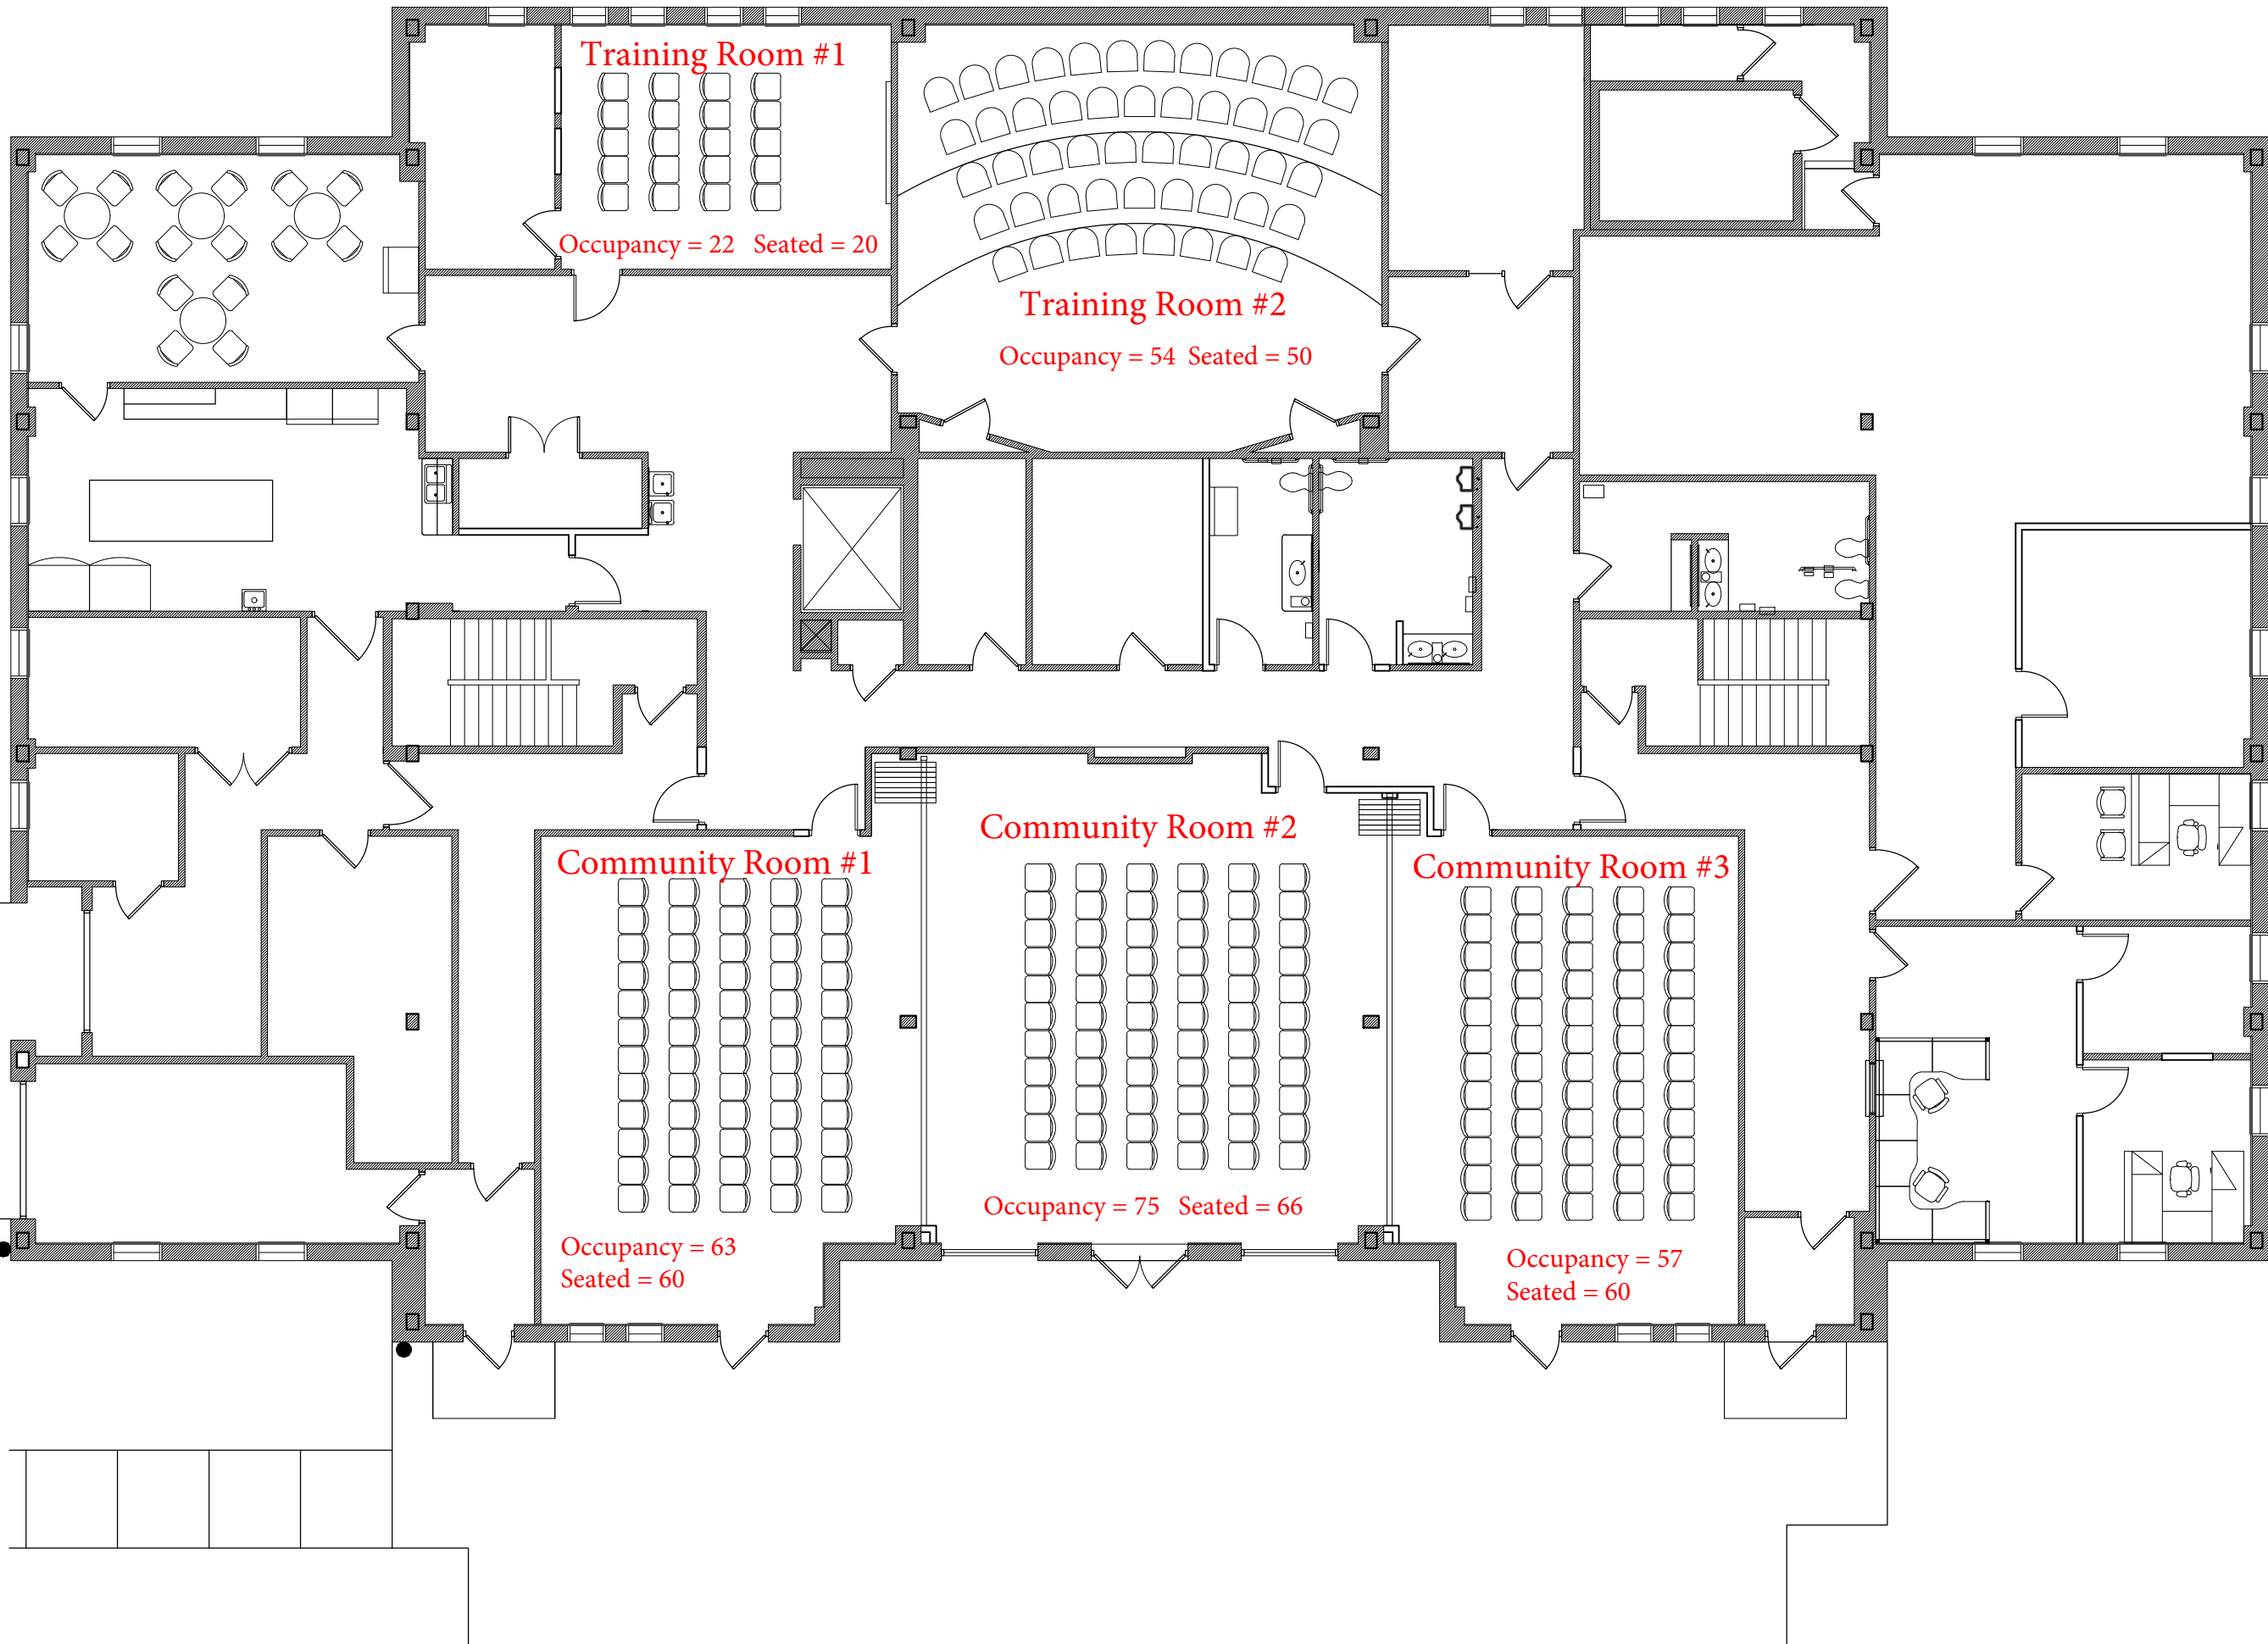 Training Room #1
Occupancy = 22 Seated = 20
Training Room #2
Occupancy = 54 Seated = 50
Community Room #1
Occupancy = 63
Seated = 60
Community Room #2
Occupancy = 75 Seated = 66
Community Room #3
Occupancy = 57
Seated = 60